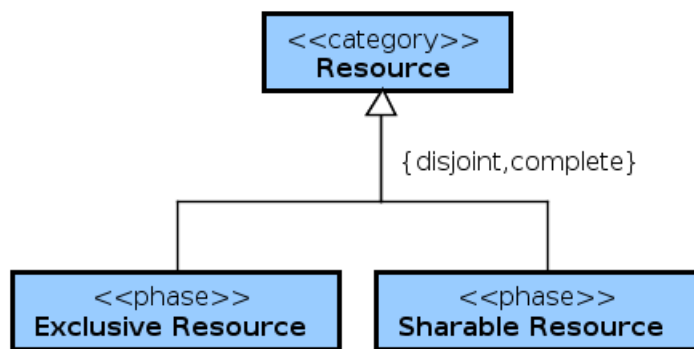 <<category>>
Resource
{disjoint,complete}
<<phase>>
Exclusive Resource
<<phase>>
Sharable Resource